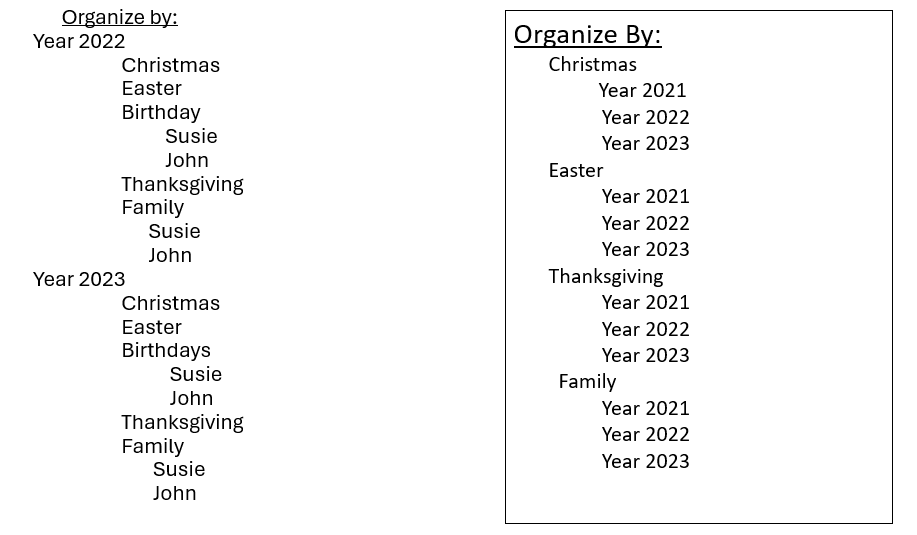 Organize by:
Year 2022
Christmas
Easter
Birthday
Susie
John
Thanksgiving
Family
Susie
John
Year 2023
Christmas
Easter
Birthdays
Susie
John
Thanksgiving
Family
Susie
John
Organize By:
Christmas
Year 2021
Year 2022
Year 2023
Easter
Year 2021
Year 2022
Year 2023
Thanksgiving
Year 2021
Year 2022
Year 2023
Family
Year 2021
Year 2022
Year 2023